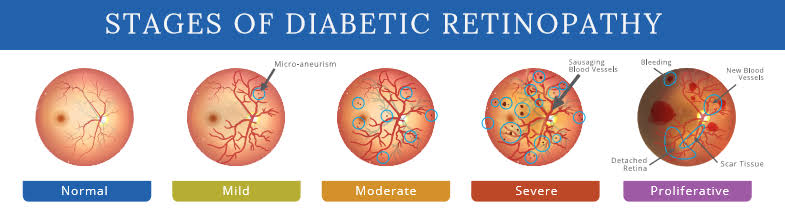 STAGES OF DIABETIC RETINOPATHY
Micro-aneurism
Sausaging
Blood Vessels
Bleeding
New Blood
Vessels
Detached
Retina
Scar Tissue
Normal
Mild
Moderate
Severe
Proliferative